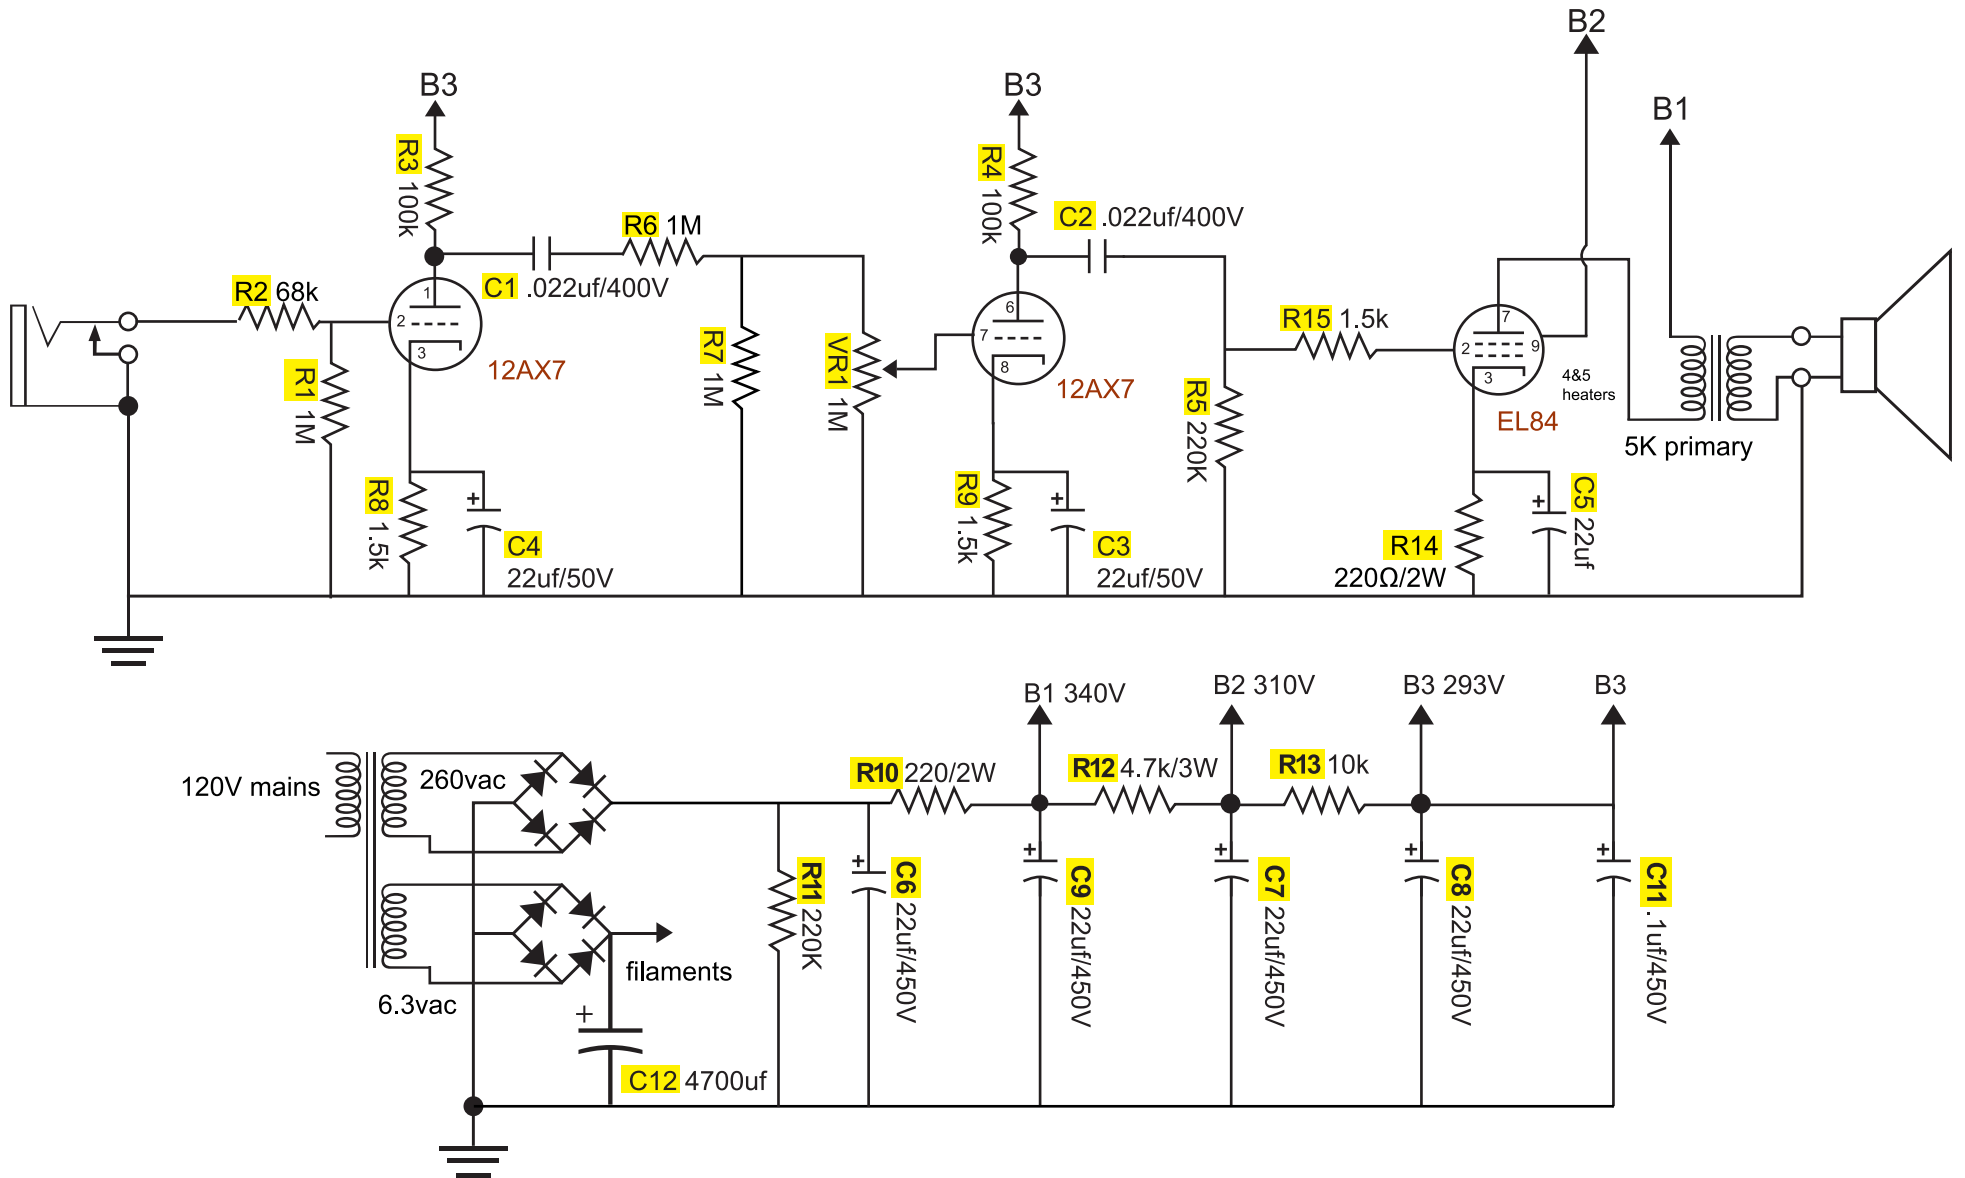 B2
B3
B3
B1
R3 100k
R4 100k
C2 .022uf/400V
R6 1M
C1 .022uf/400V
R2 68k
1
2
3
12AX7
R1 1M
R7 1M
VR1 1M
6
7
8
12AX7
R15 1.5k
7
2
9
3
4&5
heaters
EL84
R5 220K
5K primary
R8 1.5k
+
C4
22uf/50V
R9 1.5k
+
C3
22uf/50V
R14
220Ω/2W
+
C5 22uf
B1 340V
B2 310V
B3 293V
B3
120V mains
260vac
R10 220/2W
R12 4.7k/3W
R13 10k
R11 220K
+
C6 22uf/450V
+
C9 22uf/450V
+
C7 22uf/450V
+
C8 22uf/450V
+
C11 .1uf/450V
filaments
6.3vac
+
C12 4700uf